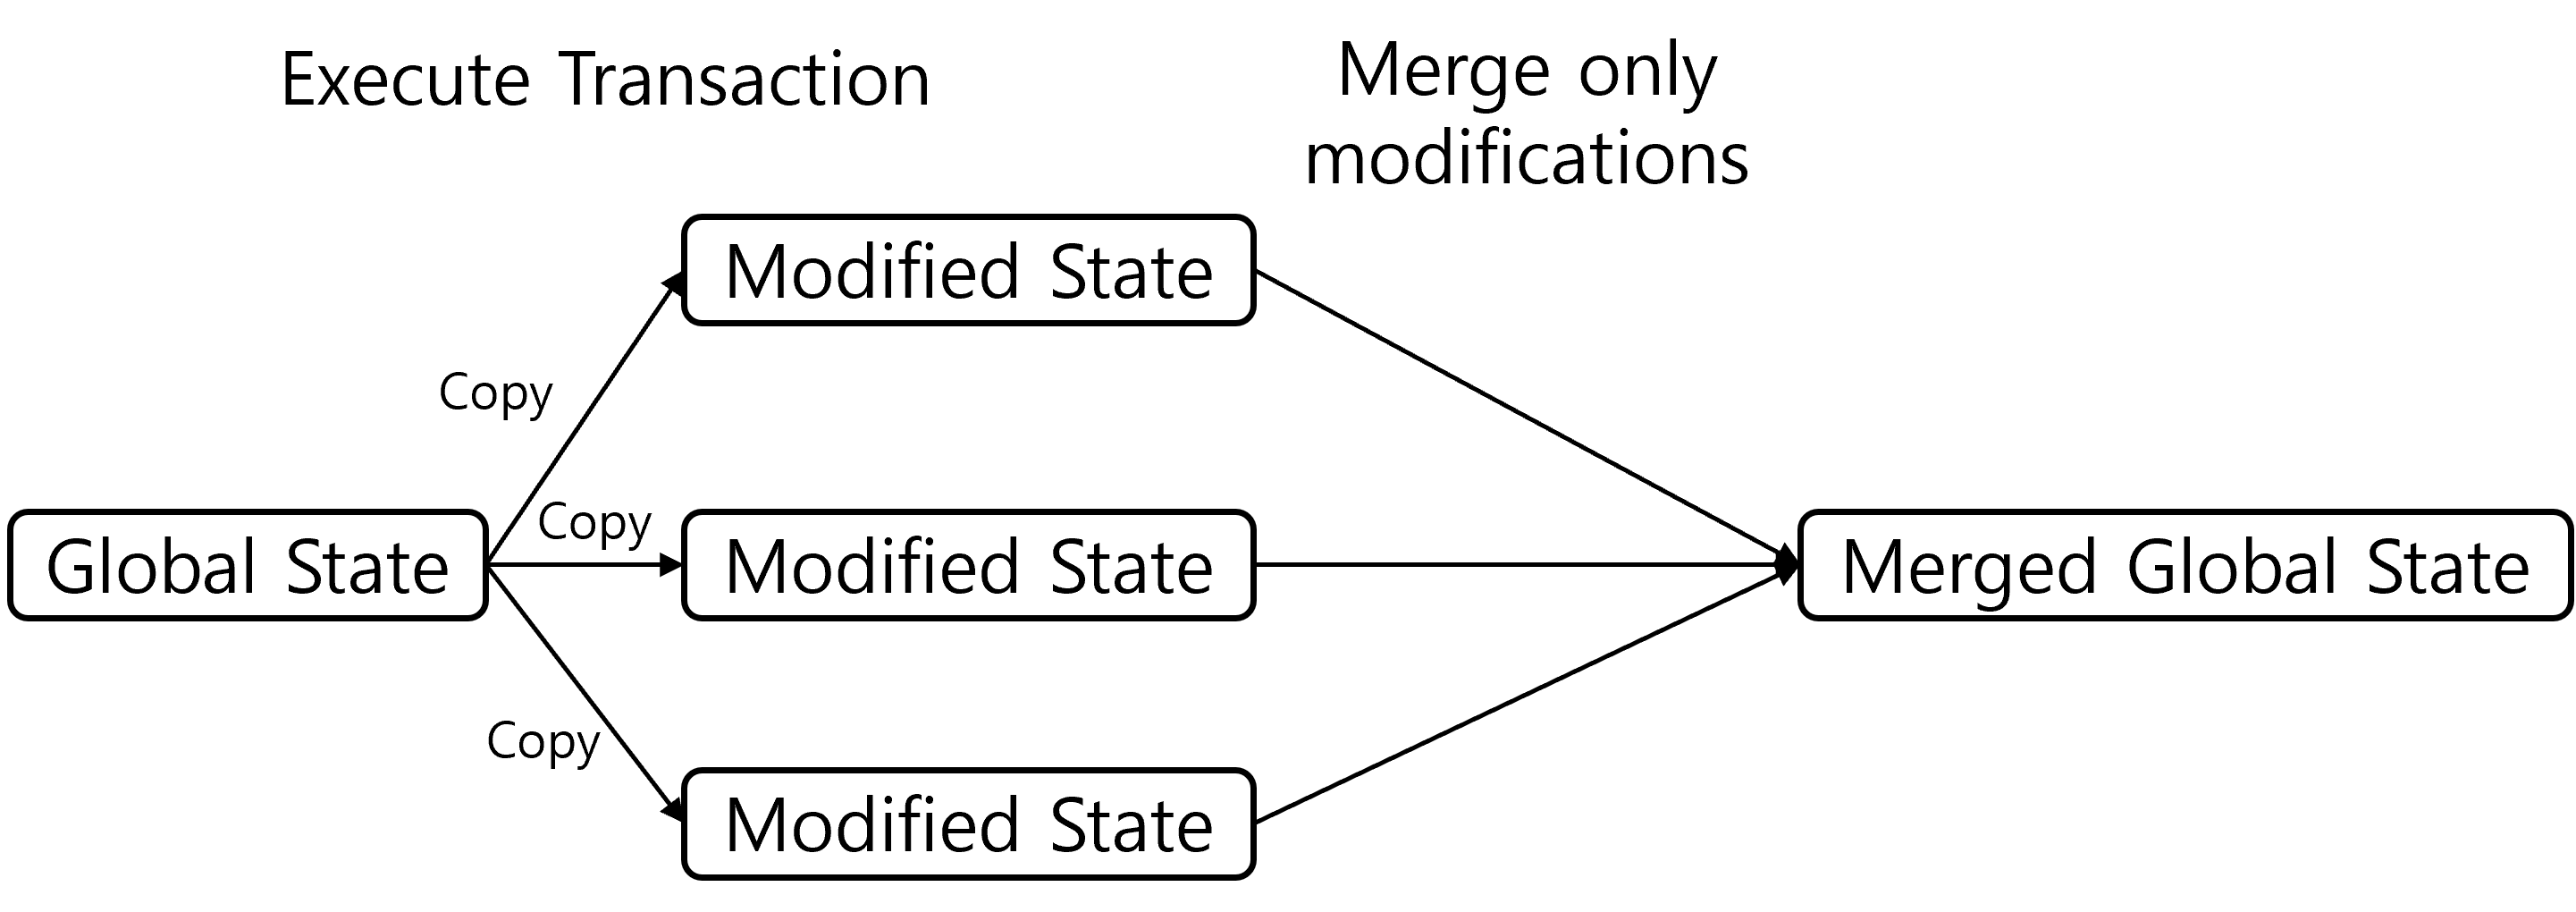 Execute Transaction
Merge only
modifications
Modified State
Copy
Copy
Global State
Modified State
Merged Global State
Copy
Modified State